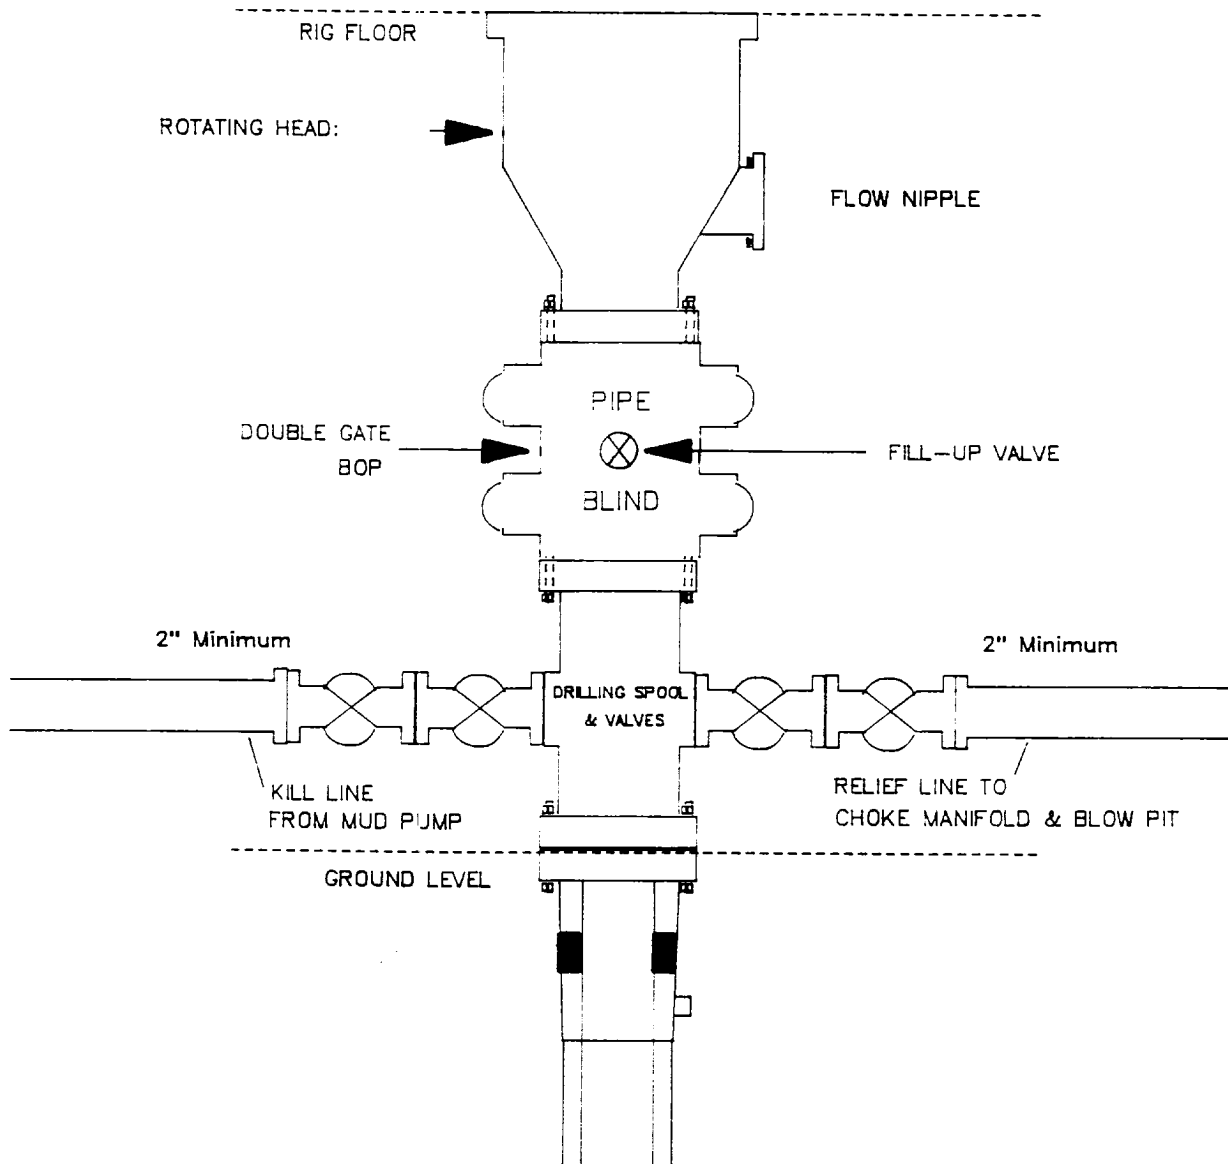 RIG FLOOR
ROTATING HEAD:
FLOW NIPPLE
PIPE
DOUBLE GATE
BOP
FILL-UP VALVE
BLIND
2" Minimum
2" Minimum
DRILLING SPOOL
& VALVES
KILL LINE
FROM MUD PUMP
RELIEF LINE TO
CHOKE MANIFOLD & BLOW PIT
GROUND LEVEL